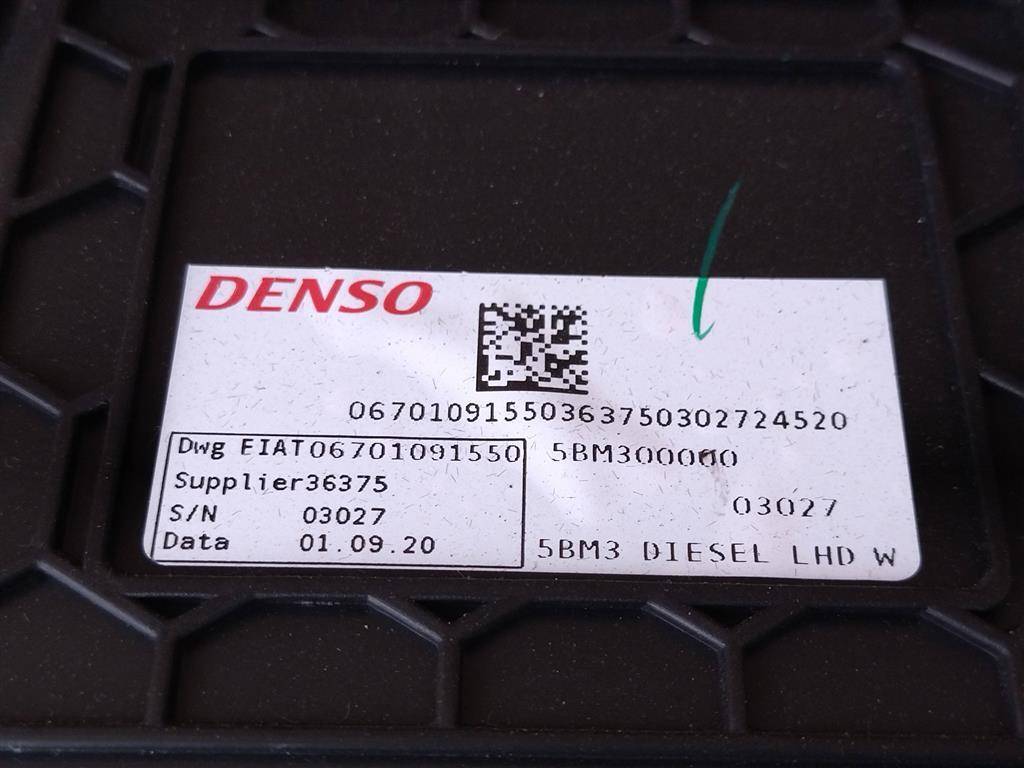 DENSO
06701091550363750302724520
Dwg EIAT06701091550
Supplier36375
S/N 03027
Data 01.09.20
5BM300000
03027
5BM3 DIESEL LHD W